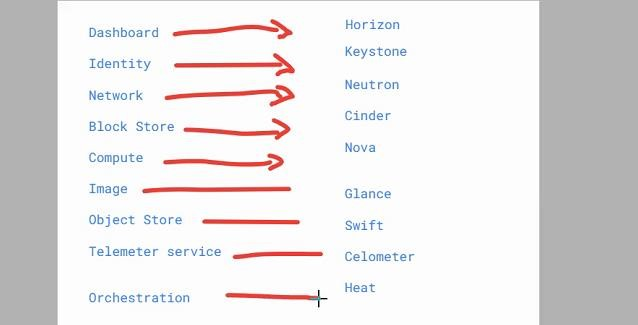 Dashboard Horizon
Identity Keystone
Network Neutron
Block Store Cinder
Compute Nova
Image Glance
Object Store Swift
Telemeter service Celometer
Orchestration Heat